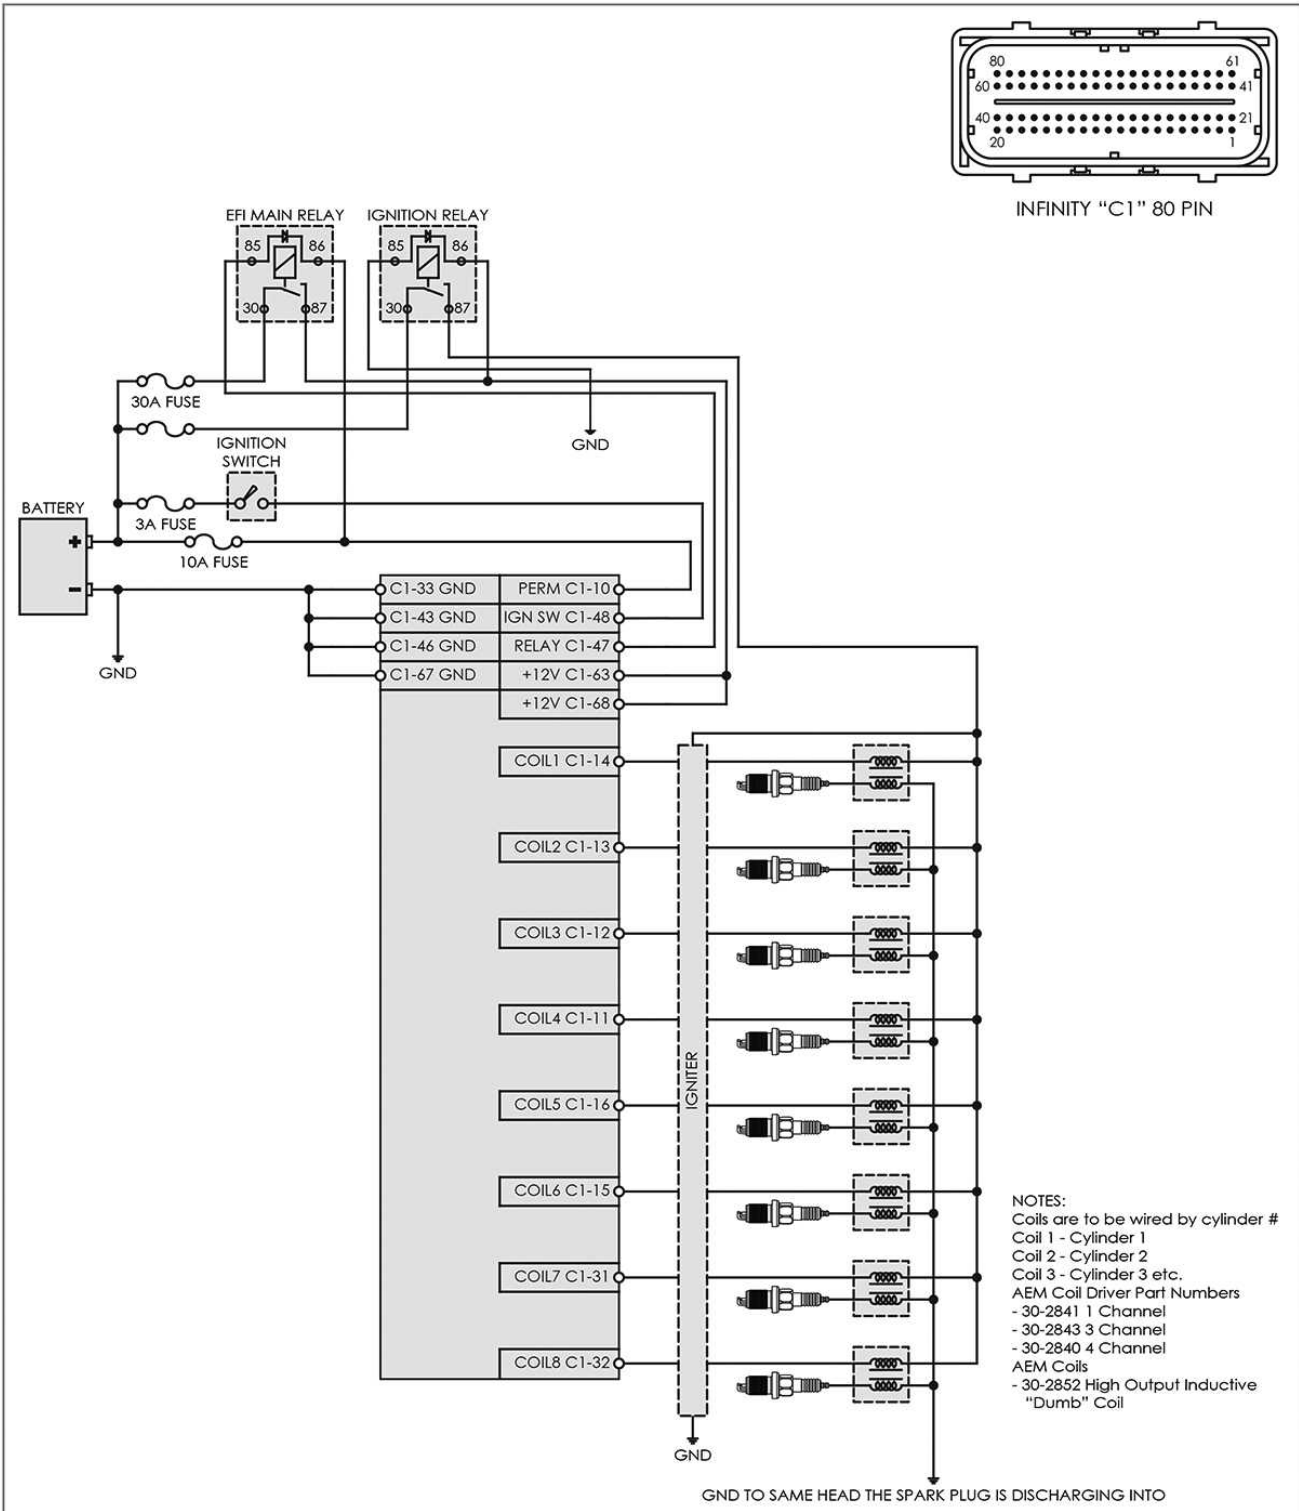 80
61
60
41
40
21
20
1
INFINITY “C1” 80 PIN
EFI MAIN RELAY
IGNITION RELAY
85
86
85
86
30
87
30
87
30A FUSE
GND
IGNITION
SWITCH
3A FUSE
BATTERY
+
-
10A FUSE
GND
C1-33 GND
PERM C1-10
C1-43 GND
IGN SW C1-48
C1-46 GND
RELAY C1-47
C1-67 GND
+12V C1-63
+12V C1-68
COIL1 C1-14
COIL2 C1-13
COIL3 C1-12
COIL4 C1-11
COIL5 C1-16
COIL6 C1-15
COIL7 C1-31
COIL8 C1-32
IGNITER
GND
NOTES:
Coils are to be wired by cylinder #
Coil 1 - Cylinder 1
Coil 2 - Cylinder 2
Coil 3 - Cylinder 3 etc.
AEM Coil Driver Part Numbers
- 30-2841 1 Channel
- 30-2843 3 Channel
- 30-2840 4 Channel
AEM Coils
- 30-2852 High Output Inductive
“Dumb” Coil
GND TO SAME HEAD THE SPARK PLUG IS DISCHARGING INTO